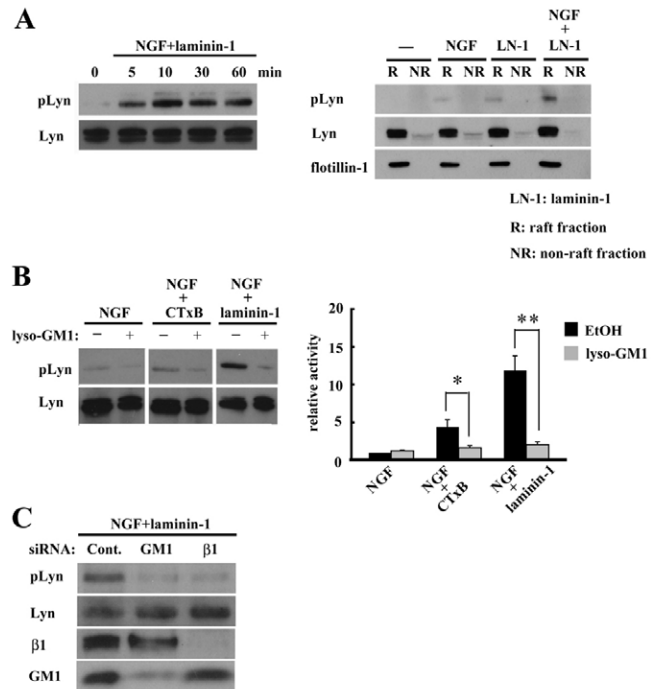 A
NGF+laminin-1
0 5 10 30 60 min
pLyn
Lyn
NGF
+
— NGF LN-1 LN-1
R NR R NR R NR R NR
pLyn
Lyn
flotillin-1
LN-1: laminin-1
R: raft fraction
NR: non-raft fraction
B
NGF NGF
+ +
NGF CTxB laminin-1
lyso-GM1: − + − + − +
pLyn
Lyn
relative activity
20
15
10
5
0
*
**
EtOH
lyso-GM1
NGF
NGF
+
CTxB
NGF
+
laminin-1
C
NGF+laminin-1
siRNA: Cont. GM1 β1
pLyn
Lyn
β1
GM1